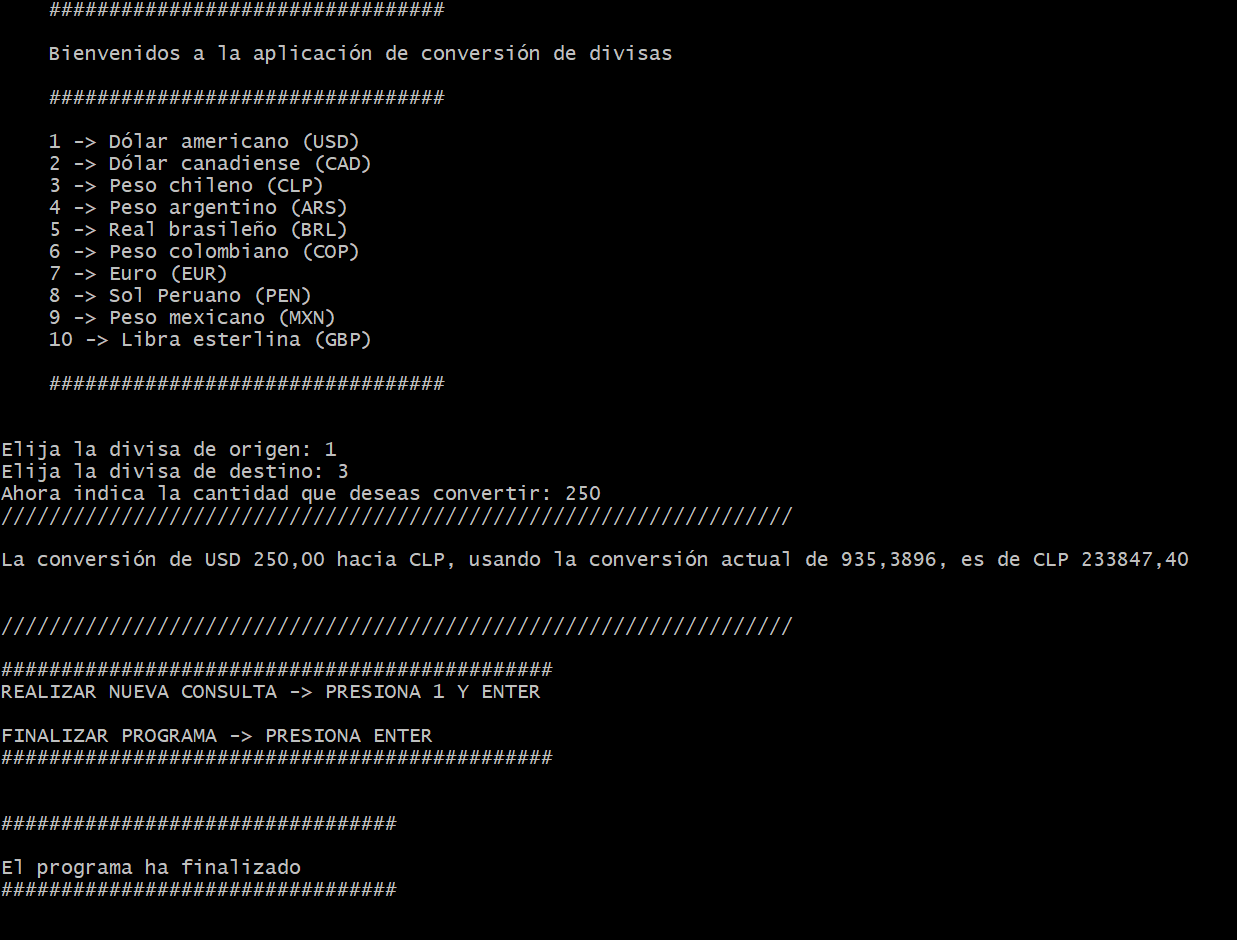 #################################
Bienvenidos a la aplicación de conversión de divisas
#################################
1 -> Dólar americano (USD)
2 -> Dólar canadiense (CAD)
3 -> Peso chileno (CLP)
4 -> Peso argentino (ARS)
5 -> Real brasileño (BRL)
6 -> Peso colombiano (COP)
7 -> Euro (EUR)
8 -> Sol Peruano (PEN)
9 -> Peso mexicano (MXN)
10 -> Libra esterlina (GBP)
#################################
Elija la divisa de origen: 1
Elija la divisa de destino: 3
Ahora indica la cantidad que deseas convertir: 250
//////////////////////////////////////////////////////////////////
La conversión de USD 250,00 hacia CLP, usando la conversión actual de 935,3896, es de CLP 233847,40
//////////////////////////////////////////////////////////////////
##############################################
REALIZAR NUEVA CONSULTA -> PRESIONA 1 Y ENTER
FINALIZAR PROGRAMA -> PRESIONA ENTER
##############################################
#################################
El programa ha finalizado
#################################